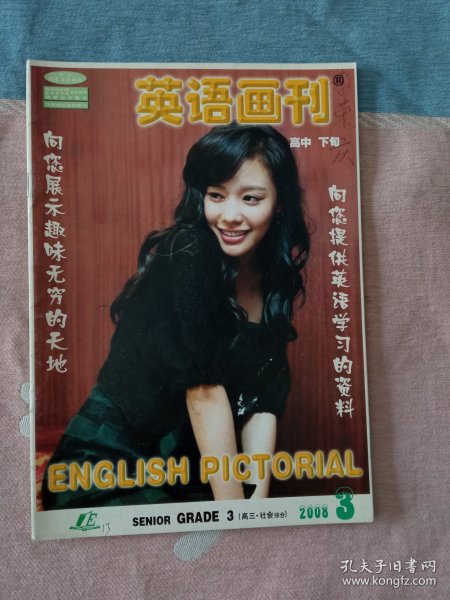 英语画刊®
高中 下旬
向您展示趣味无穷的天地
向您提供英语学习的资料
ENGLISH PICTORIAL
LE
13
SENIOR GRADE 3 (高三·社会综合)
2008 3
孔夫子旧书网
www.kongfz.com